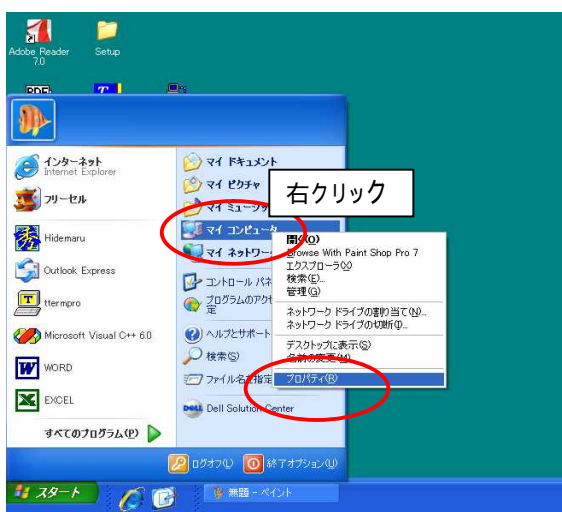 Adobe Reader
7.0
Setup
インターネット
Internet Explorer
フリーセル
Hidemaru
Outlook Express
ttermpro
Microsoft Visual C++ 6.0
WORD
EXCEL
すべてのプログラム(P)
マイ ドキュメント
マイ ピクチャ
マイ ミュージ
マイ コンピュータ
マイ ネットワー
コントロール パネ
プログラムのアクセ
定
ヘルプとサポート
検索(S)
ファイル名を指定
Dell Solution Center
右クリック
開く(O)
Browse With Paint Shop Pro 7
エクスプローラ(X)
検索(E)...
管理(G)
ネットワーク ドライブの割り当て(N)...
ネットワーク ドライブの切断(I)...
デスクトップに表示(S)
名前の変更(M)
プロパティ(R)
ログオフ(L)
終了オプション(U)
スタート
無題 - ペイント